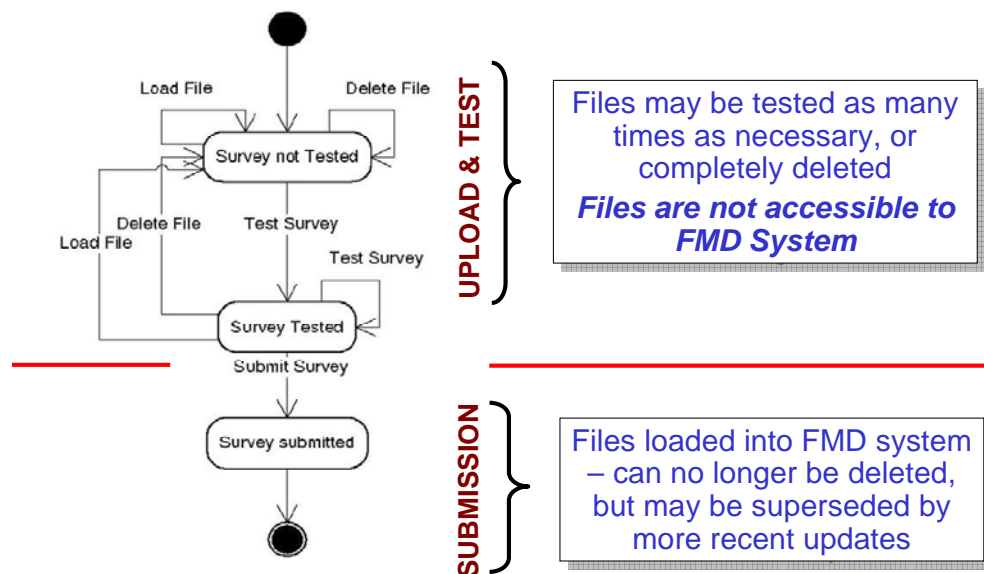 Load File
Delete File
Survey not Tested
Delete File
Test Survey
Load File
Test Survey
Survey Tested
Submit Survey
Survey submitted
UPLOAD & TEST
Files may be tested as many
times as necessary, or
completely deleted
Files are not accessible to
FMD System
SUBMISSION
Files loaded into FMD system
– can no longer be deleted,
but may be superseded by
more recent updates